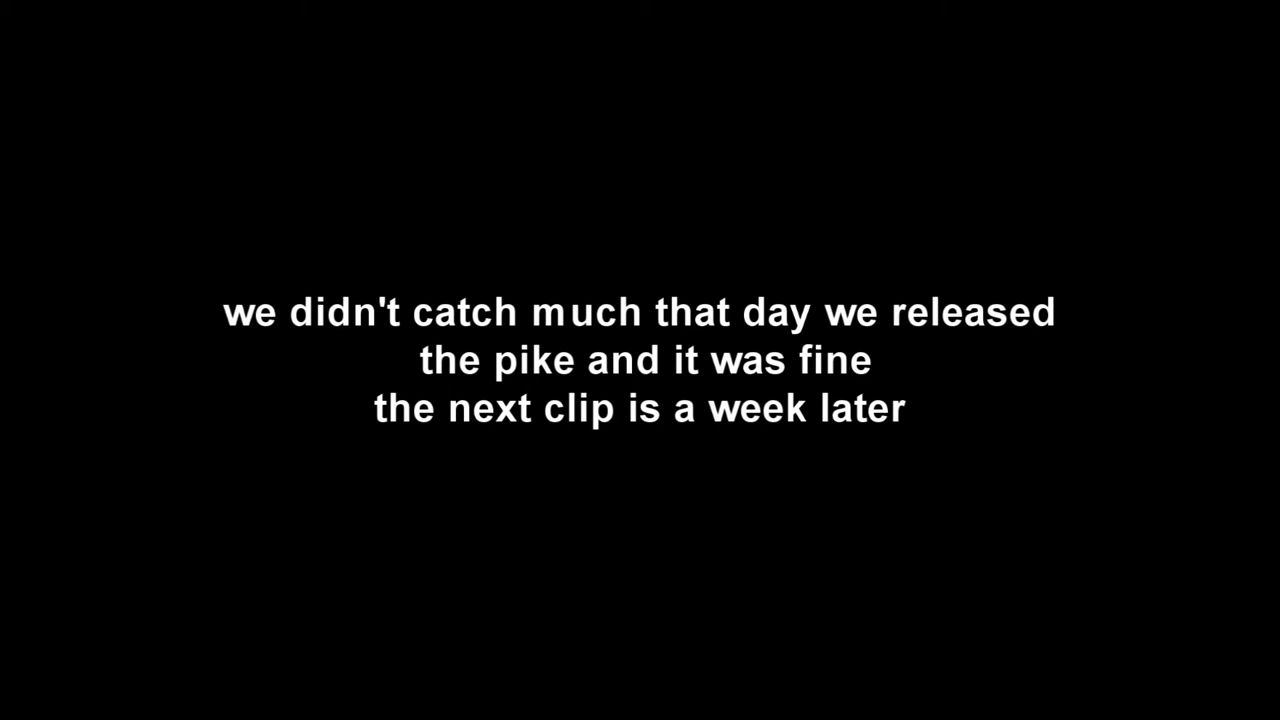 we didn't catch much that day we released
the pike and it was fine
the next clip is a week later